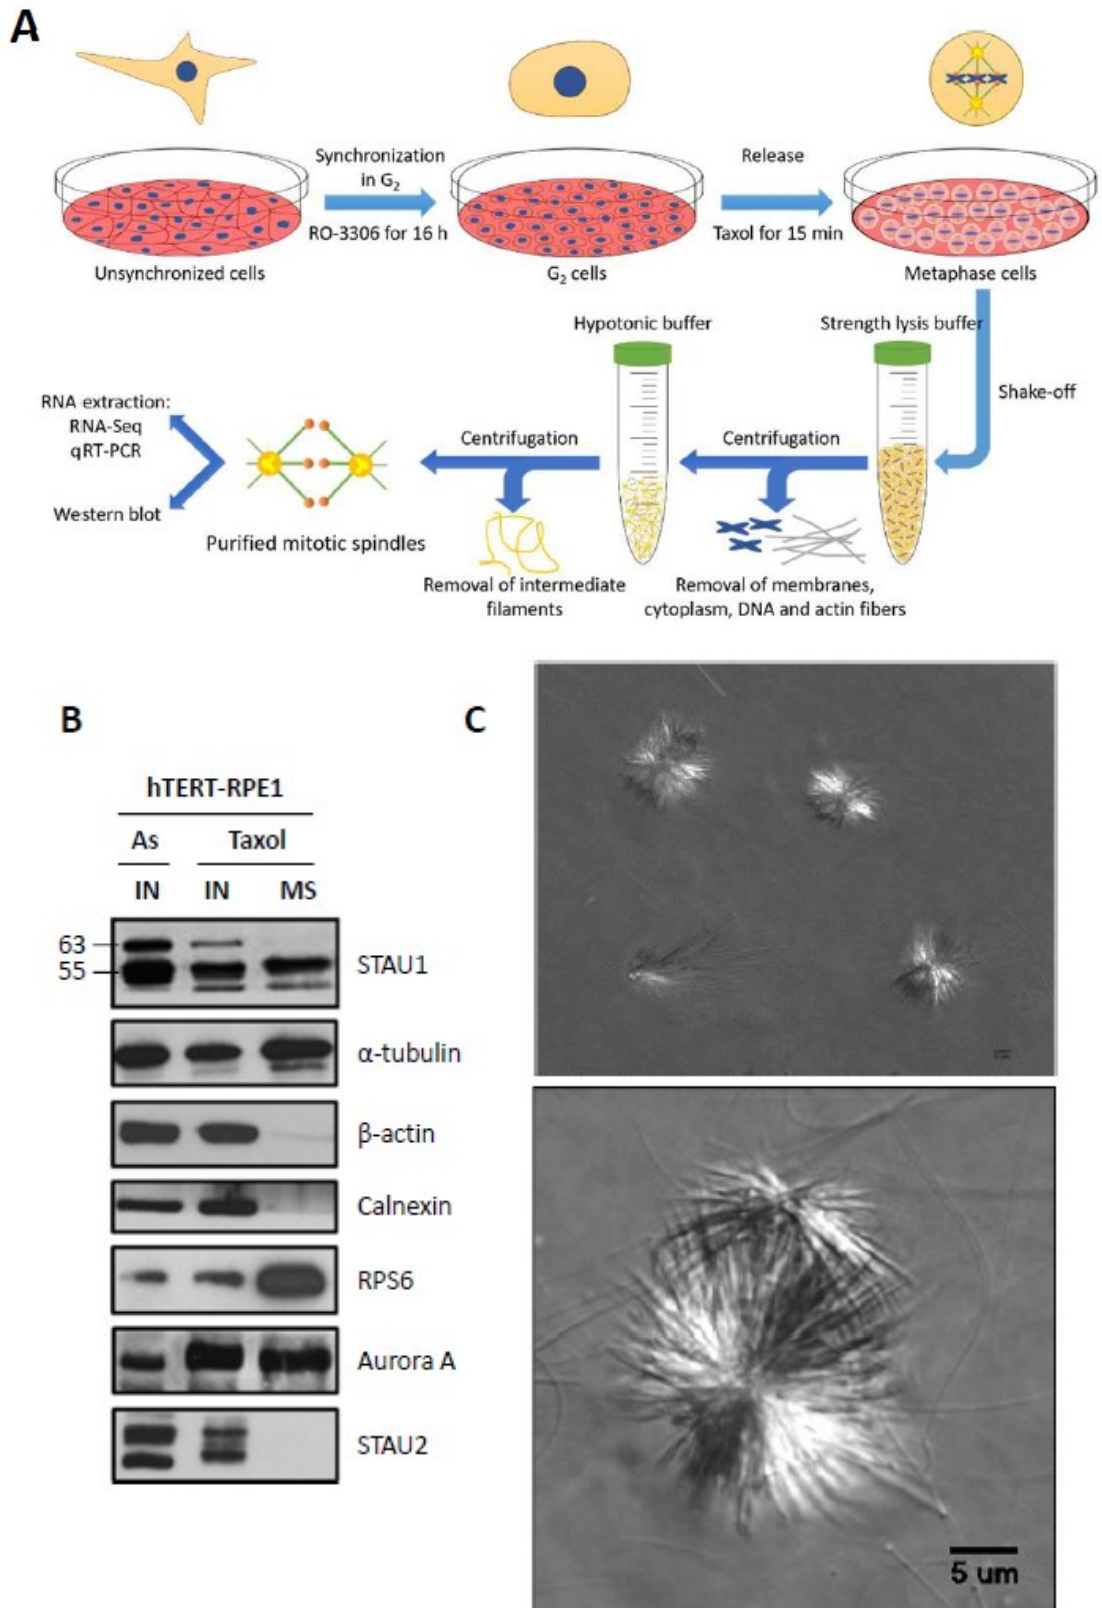 A
Synchronization
in G₂
RO-3306 for 16 h
Release
Taxol for 15 min
Unsynchronized cells
G₂ cells
Metaphase cells
Hypotonic buffer
Strength lysis buffer
Shake-off
RNA extraction:
RNA-Seq
qRT-PCR
Western blot
Centrifugation
Centrifugation
Purified mitotic spindles
Removal of intermediate
filaments
Removal of membranes,
cytoplasm, DNA and actin fibers
B
hTERT-RPE1
As Taxol
IN IN MS
63
55
STAU1
α-tubulin
β-actin
Calnexin
RPS6
Aurora A
STAU2
C
5 um